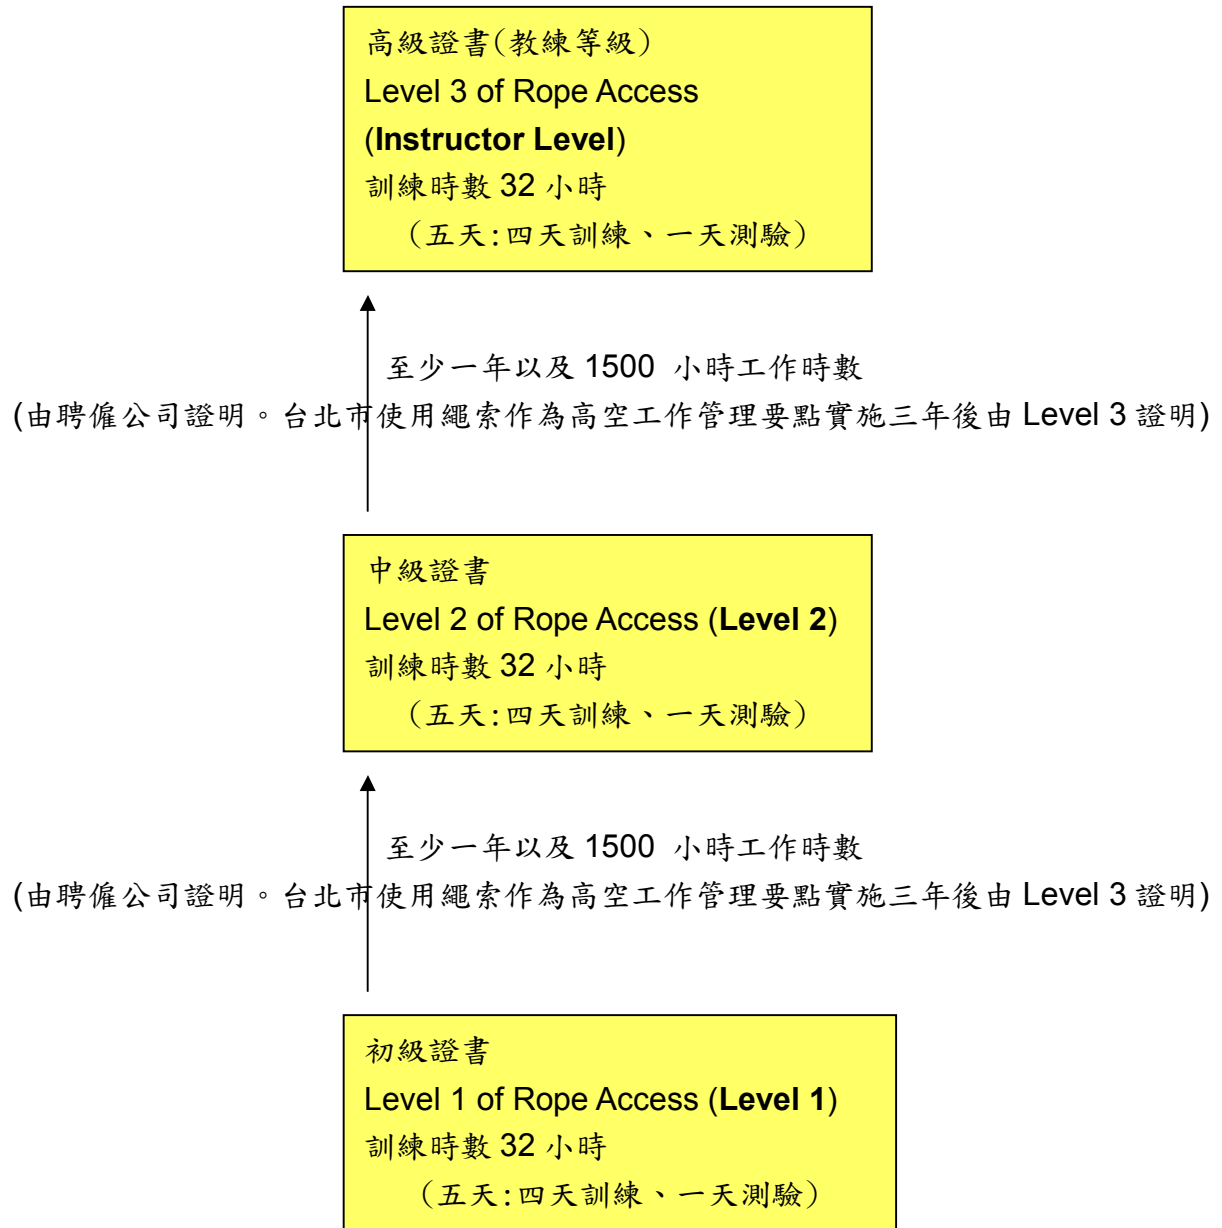 高級證書(教練等級)
Level 3 of Rope Access
(Instructor Level)
訓練時數 32 小時
(五天:四天訓練、一天測驗)
至少一年以及 1500 小時工作時數
(由聘僱公司證明。台北市使用繩索作為高空工作管理要點實施三年後由 Level 3 證明)
中級證書
Level 2 of Rope Access (Level 2)
訓練時數 32 小時
(五天:四天訓練、一天測驗)
至少一年以及 1500 小時工作時數
(由聘僱公司證明。台北市使用繩索作為高空工作管理要點實施三年後由 Level 3 證明)
初級證書
Level 1 of Rope Access (Level 1)
訓練時數 32 小時
(五天:四天訓練、一天測驗)